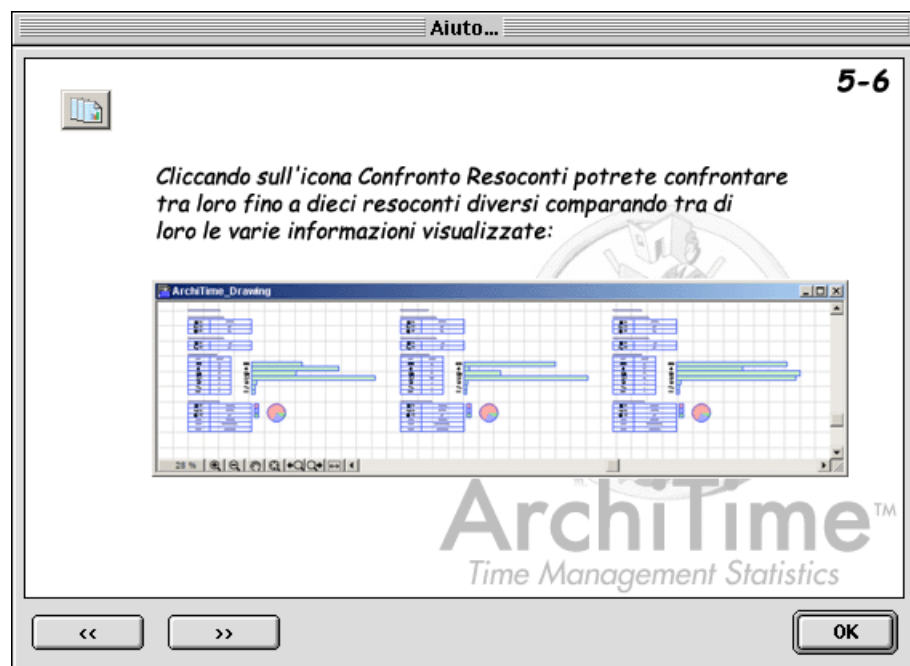 Aiuto...
5-6
Cliccando sull'icona Confronto Resoconti potrete confrontare
tra loro fino a dieci resoconti diversi comparando tra di
loro le varie informazioni visualizzate:
ArchiTime_Drawing
28 %
ArchiTime™
Time Management Statistics
<<
>>
OK